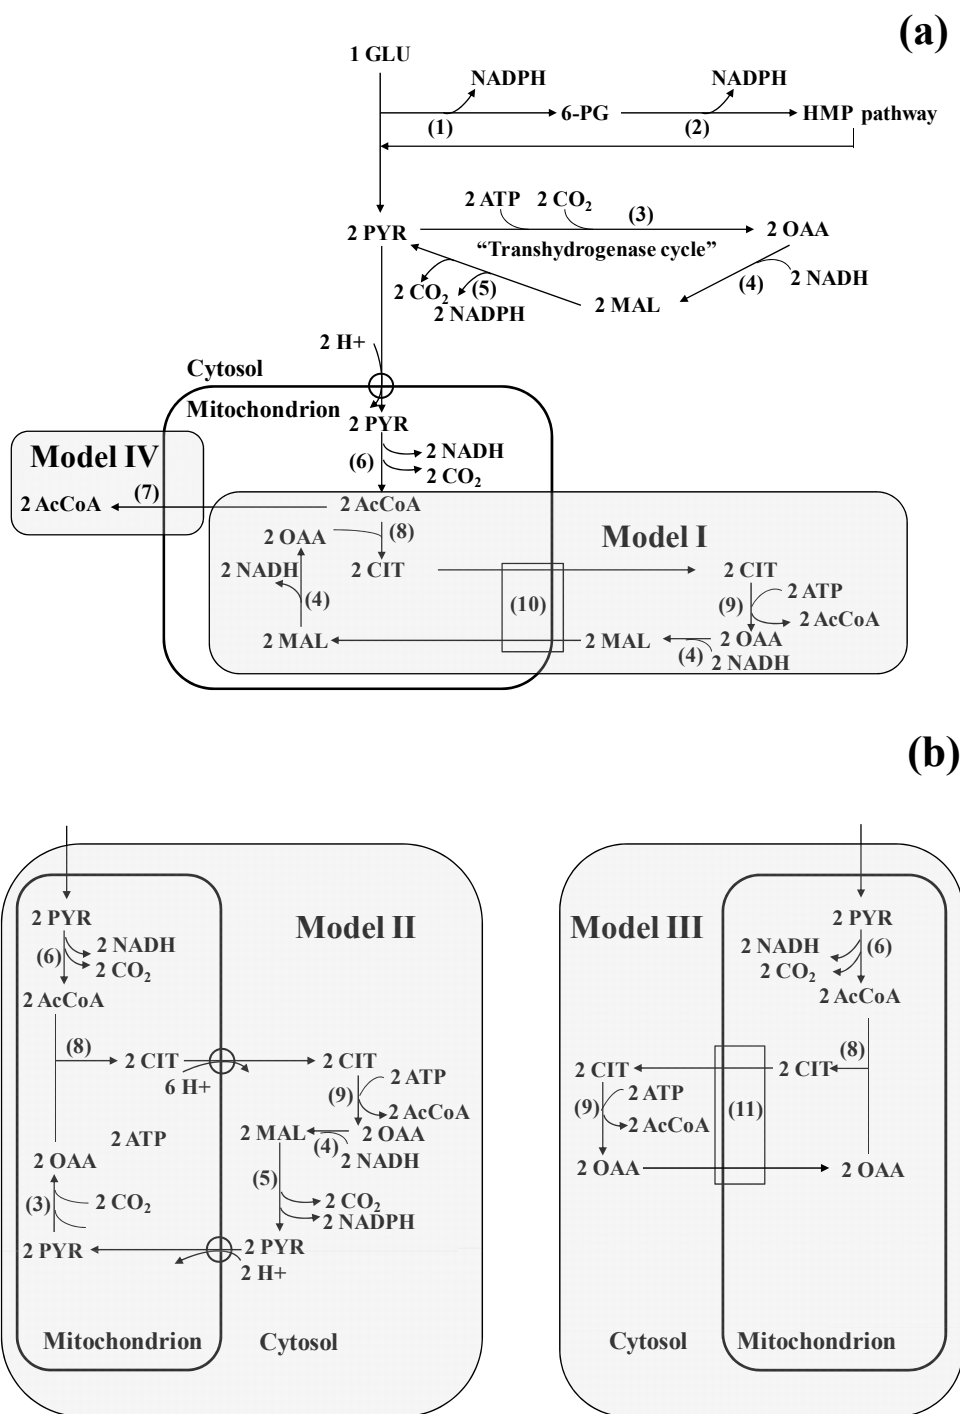 (a)
1 GLU
NADPH
NADPH
(1)
6-PG
(2)
HMP pathway
2 ATP
2 CO2
(3)
2 PYR
2 OAA
“Transhydrogenase cycle”
2 CO2
(5)
(4)
2 NADH
2 NADPH
2 MAL
2 H+
Cytosol
Mitochondrion
2 PYR
Model IV
(6)
2 NADH
2 CO2
2 AcCoA
(7)
2 AcCoA
2 OAA
(8)
Model I
2 NADH
2 CIT
2 CIT
(4)
(10)
(9)
2 ATP
2 AcCoA
2 MAL
2 MAL
2 OAA
(4)
2 NADH
(b)
2 PYR
Model II
(6)
2 NADH
2 CO2
2 AcCoA
(8)
2 CIT
2 CIT
6 H+
2 ATP
(9)
2 AcCoA
2 ATP
2 MAL
2 OAA
(4)
2 OAA
2 NADH
(5)
(3)
2 CO2
2 CO2
2 NADPH
2 PYR
2 PYR
2 H+
Mitochondrion
Cytosol
Model III
2 PYR
2 NADH
(6)
2 CO2
2 AcCoA
(8)
2 CIT
2 CIT
(9)
2 ATP
(11)
2 AcCoA
2 OAA
2 OAA
Cytosol
Mitochondrion